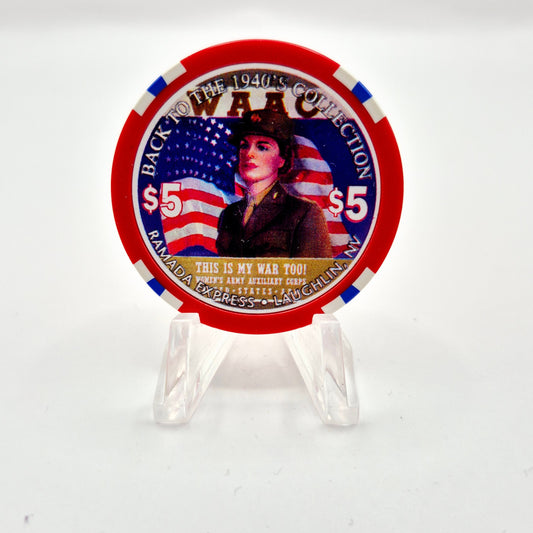 BACK TO THE 1940'S COLLECTION
WAAC
$5 $5
THIS IS MY WAR TOO!
WOMEN'S ARMY AUXILIARY CORPS
STATES
RAMADA EXPRESS • LAUGHLIN, NV